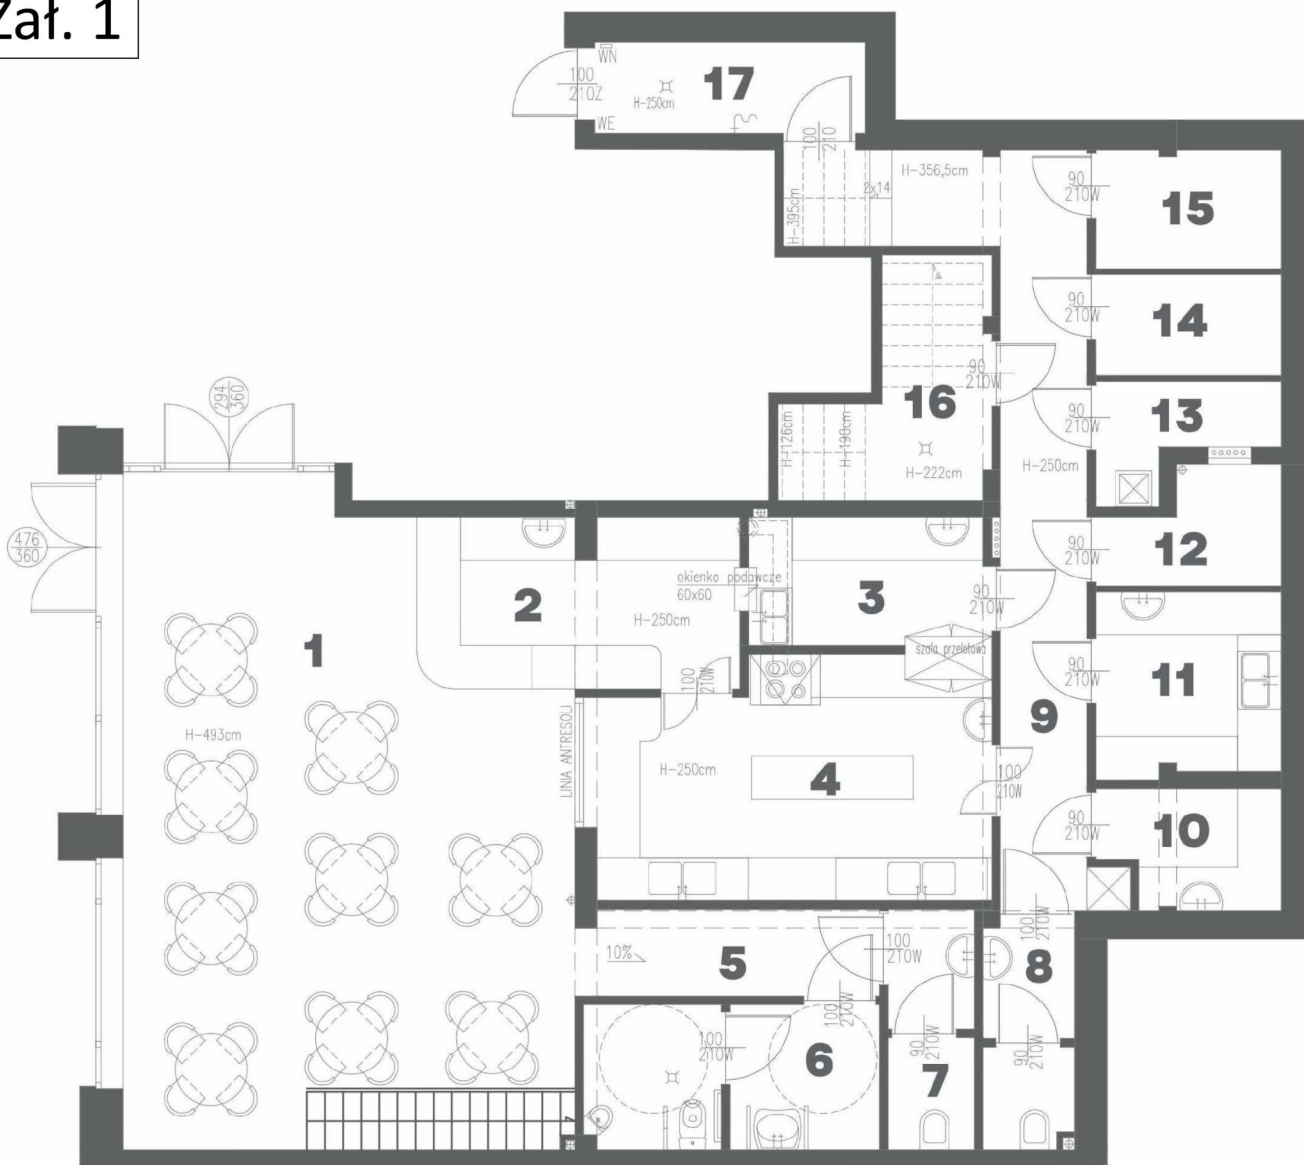 Zał. 1
WN
100
210Z
WE
H-250cm
17
100
210
H-395cm
2x14
H-356,5cm
90
210W
15
90
210W
14
90
210W
16
H-126cm
H-190cm
H-222cm
90
210W
13
H-250cm
294
360
476
360
1
2
okienko podawcze
60x60
H-250cm
3
90
210W
90
210W
12
szafa przelotowa
100
210W
90
210W
11
9
H-493cm
LINIA ANTRESOLI
H-250cm
4
100
210W
90
210W
10
10%
5
100
210W
100
210W
8
100
210W
100
210W
6
90
210W
7
90
210W